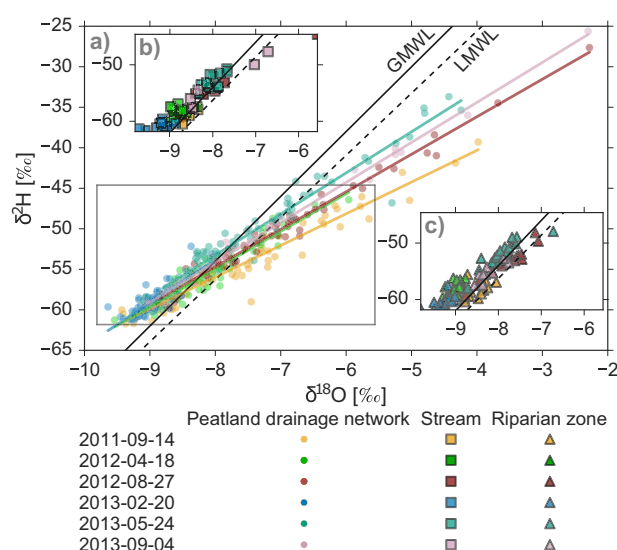 −25
−30
−35
−40
−45
−50
−55
−60
−65
δ²H [‰]
a)
b)
−50
−60
−9 −8 −7 −6
GMWL
LMWL
c)
−50
−60
−9 −8 −7 −6
−10 −9 −8 −7 −6 −5 −4 −3 −2
δ¹⁸O [‰]
Peatland drainage network Stream Riparian zone
2011-09-14
2012-04-18
2012-08-27
2013-02-20
2013-05-24
2013-09-04